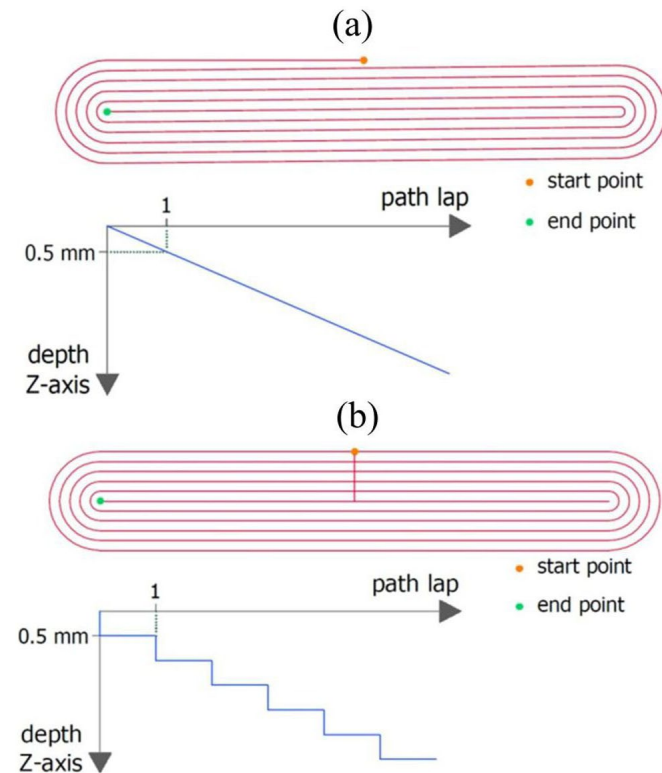 (a)
start point
end point
1
path lap
0.5 mm
depth
Z-axis
(b)
start point
end point
1
path lap
0.5 mm
depth
Z-axis